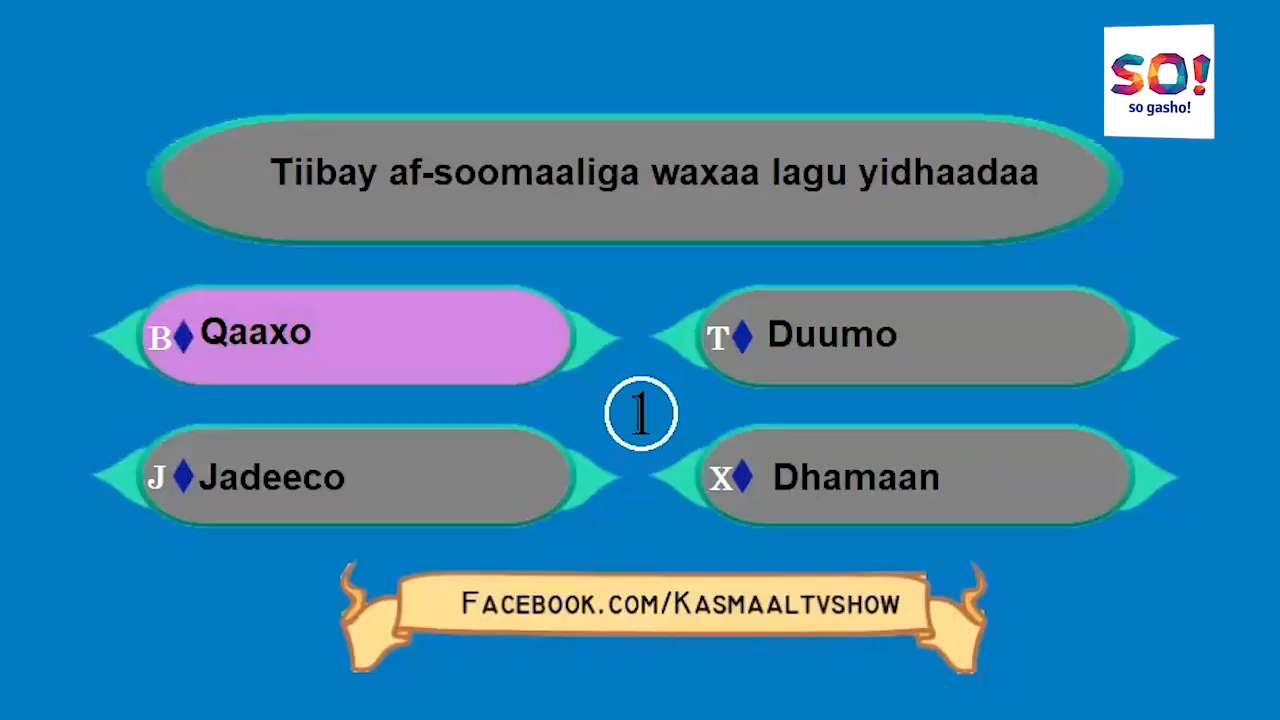 SO!
so gasho!
Tiibay af-soomaaliga waxaa lagu yidhaadaa
B Qaaxo
T Duumo
1
J Jadeeco
X Dhamaan
FACEBOOK.COM/KASMAALTVSHOW